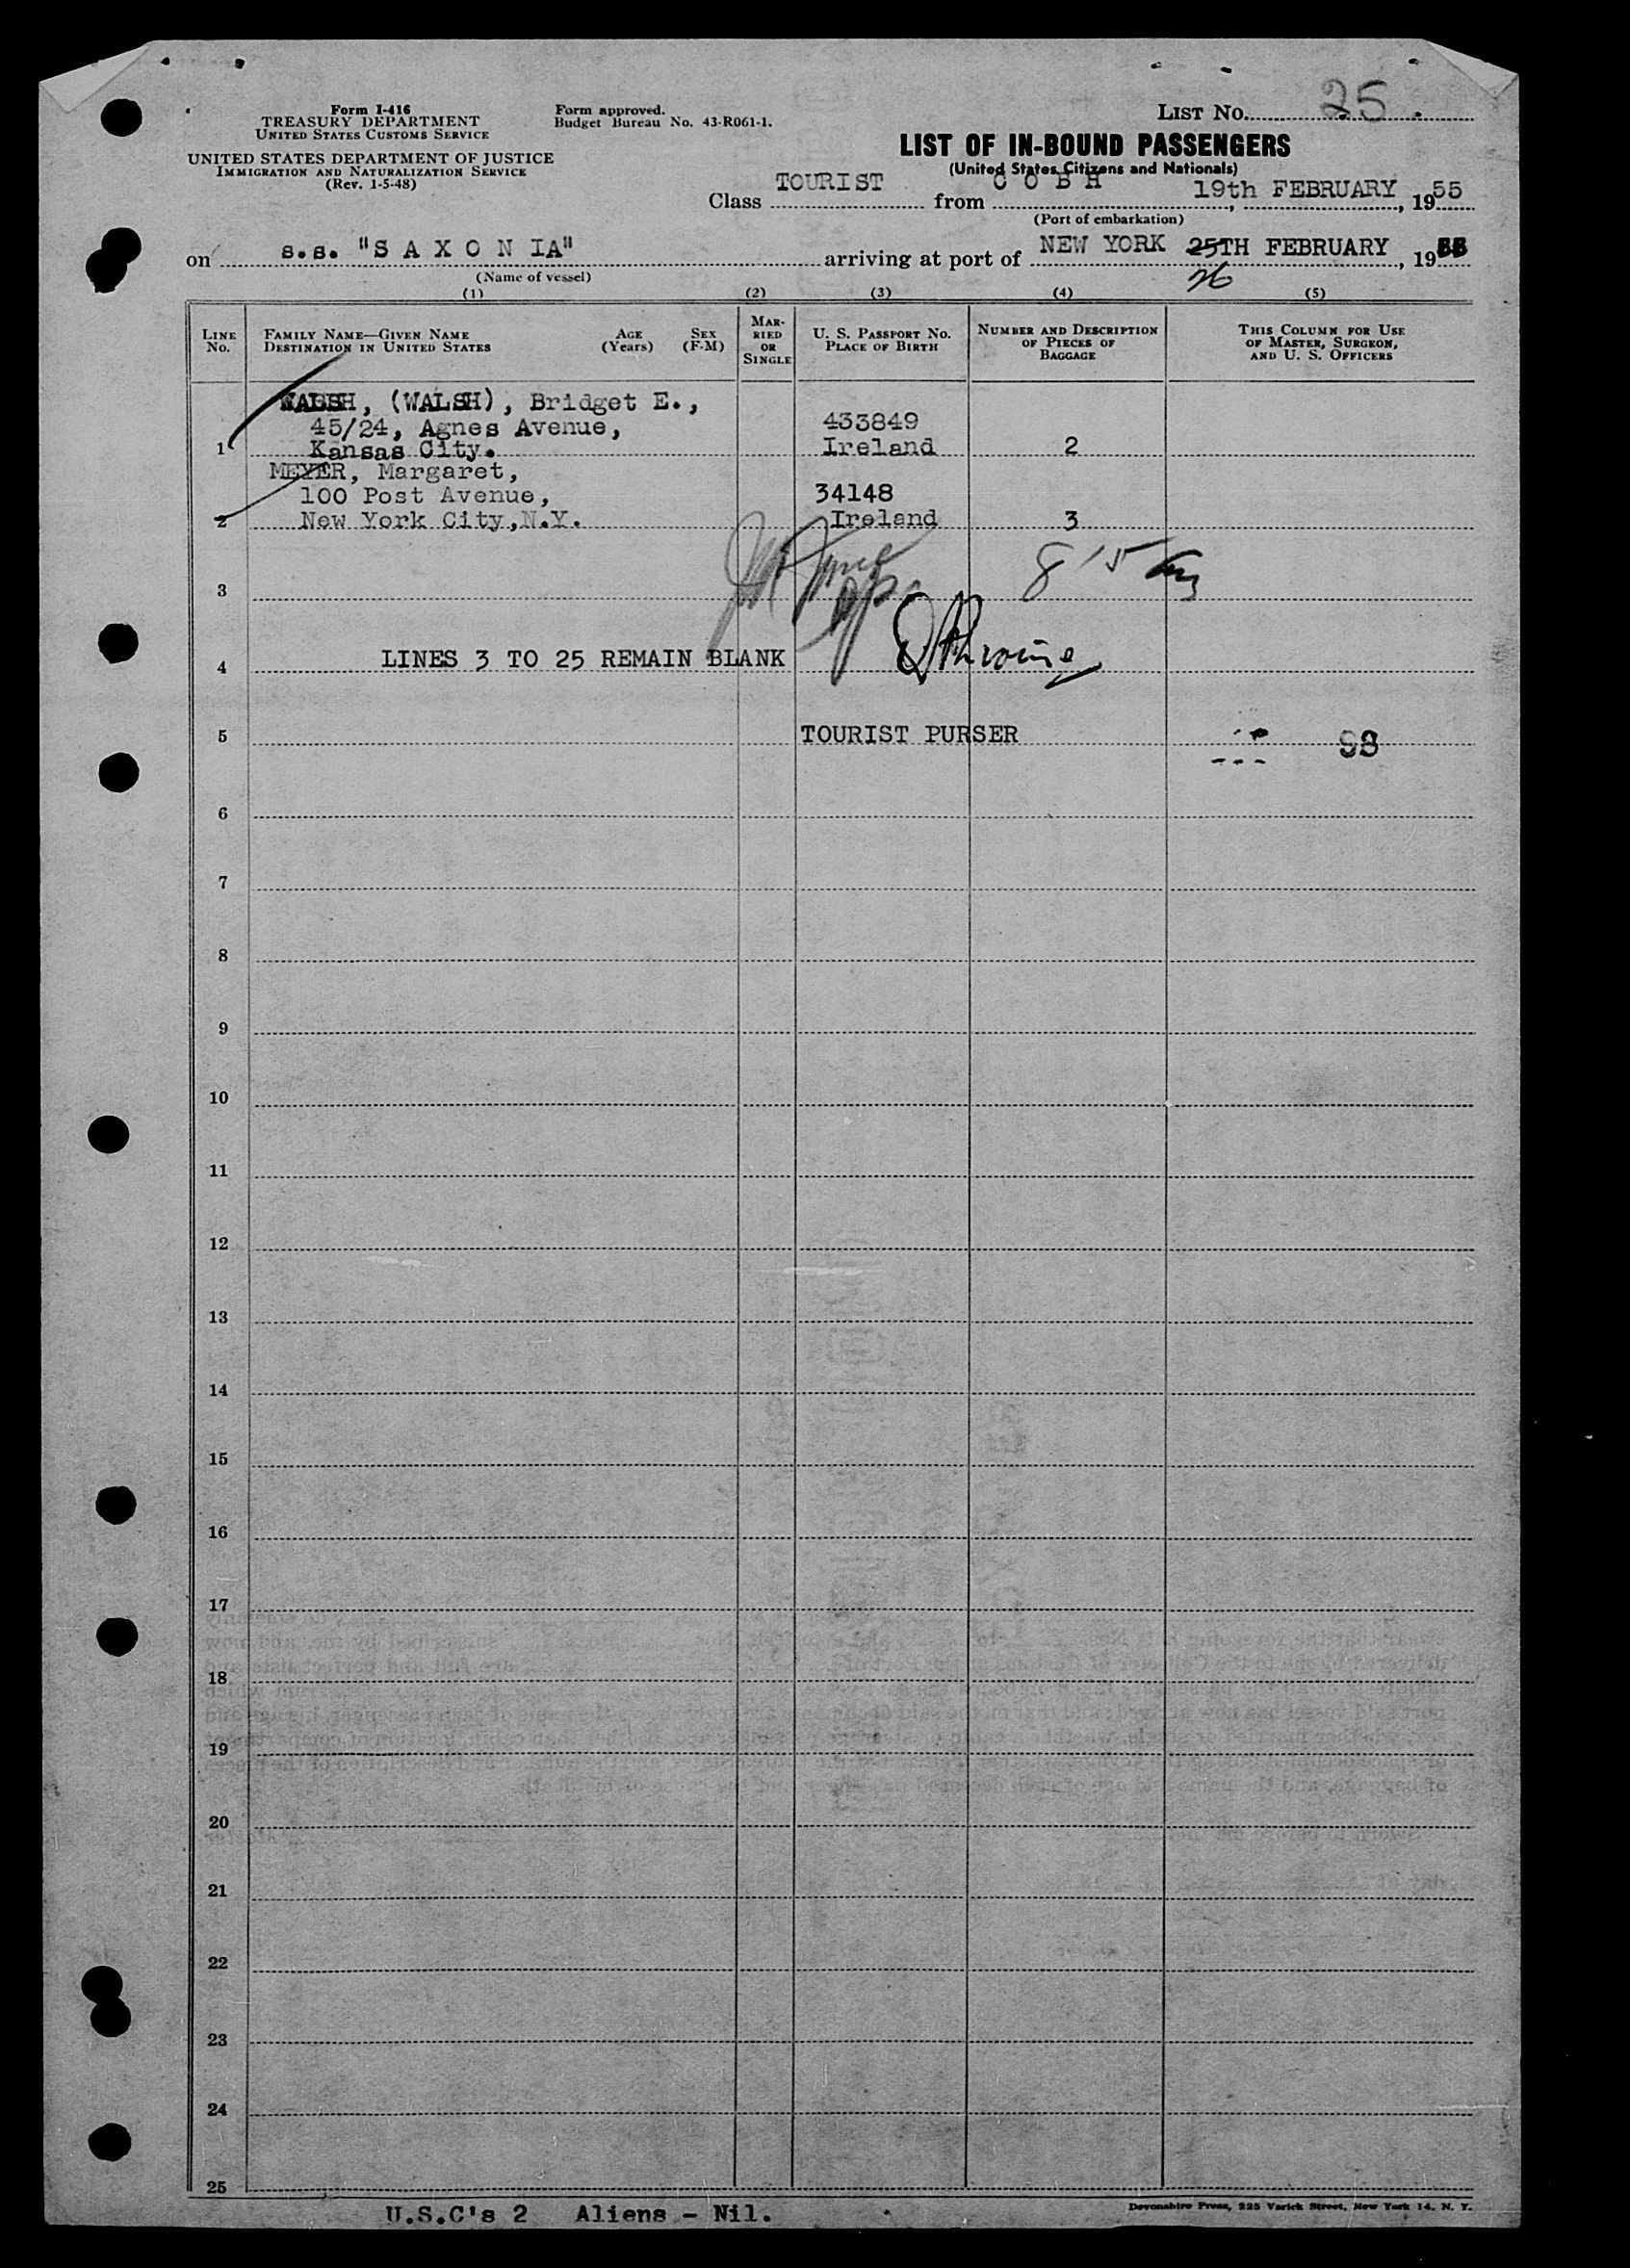 Form I-416
TREASURY DEPARTMENT
UNITED STATES CUSTOMS SERVICE
UNITED STATES DEPARTMENT OF JUSTICE
IMMIGRATION AND NATURALIZATION SERVICE
(Rev. 1-5-48)
Form approved.
Budget Bureau No. 43-R061-1.
LIST No. 25
LIST OF IN-BOUND PASSENGERS
(United States Citizens and Nationals)
Class TOURIST from COBH, 19th FEBRUARY, 1955
(Port of embarkation)
on s.s. "S A X O N IA" arriving at port of NEW YORK 25TH FEBRUARY, 19
26
(Name of vessel)
(1) (2) (3) (4) (5)
LINE No.
FAMILY NAME—GIVEN NAME
DESTINATION IN UNITED STATES
AGE (Years)
SEX (F-M)
MARRIED OR SINGLE
U. S. PASSPORT No.
PLACE OF BIRTH
NUMBER AND DESCRIPTION OF PIECES OF BAGGAGE
THIS COLUMN FOR USE OF MASTER, SURGEON, AND U. S. OFFICERS
(WALSH), Bridget E.,
45/24, Agnes Avenue, 433849
1 Kansas City. Ireland 2
MEYER, Margaret,
100 Post Avenue, 34148
2 New York City, N.Y. Ireland 3
3
4 LINES 3 TO 25 REMAIN BLANK
5 TOURIST PURSER 98
6
7
8
9
10
11
12
13
14
15
16
17
18
19
20
21
22
23
24
25
U.S.C's 2 Aliens - Nil.
Devonshire Press, 225 Varick Street, New York 14, N. Y.